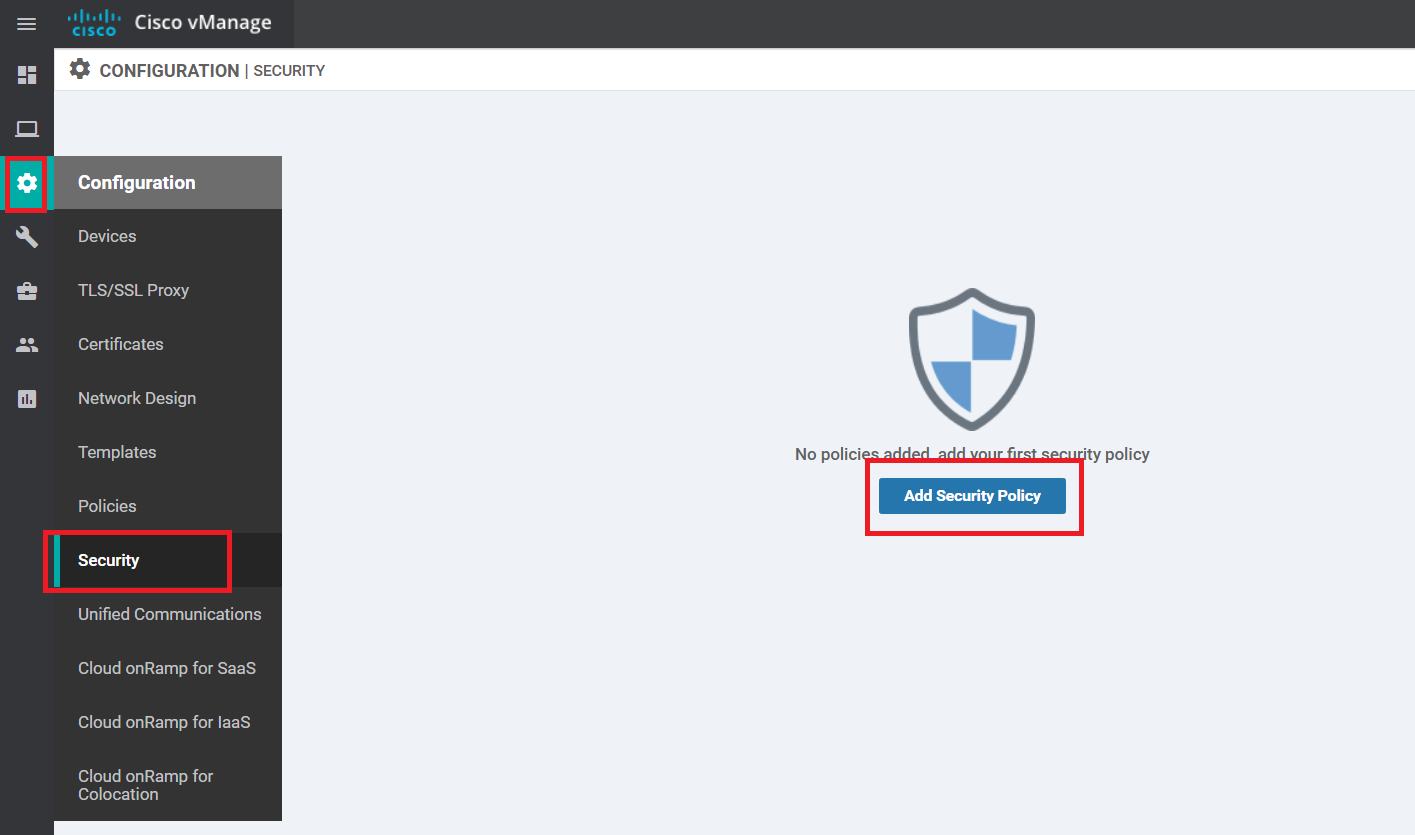 cisco Cisco vManage
CONFIGURATION | SECURITY
Configuration
Devices
TLS/SSL Proxy
Certificates
Network Design
Templates
Policies
Security
Unified Communications
Cloud onRamp for SaaS
Cloud onRamp for IaaS
Cloud onRamp for
Colocation
No policies added, add your first security policy
Add Security Policy